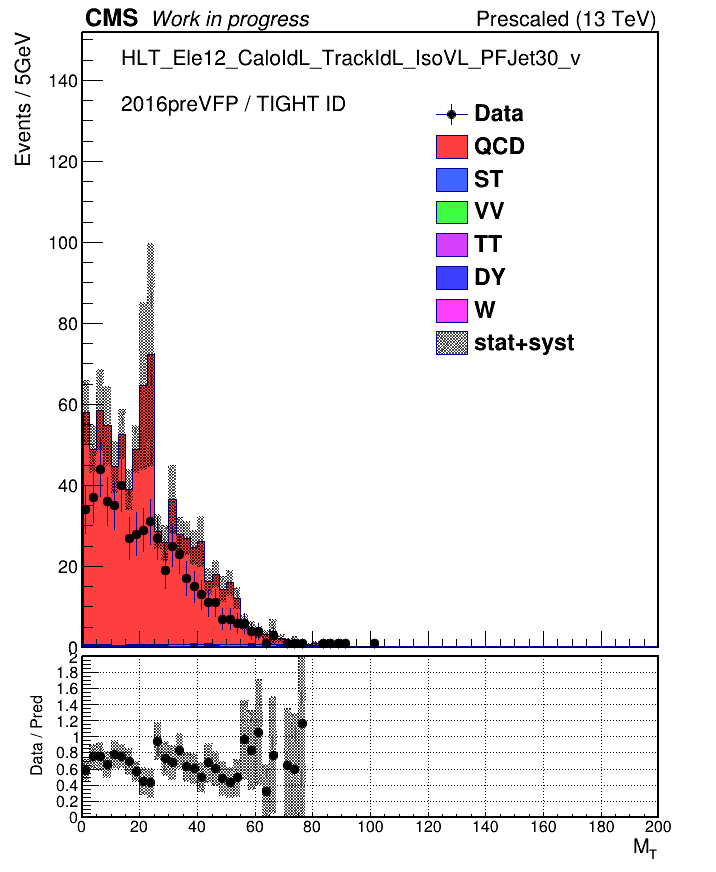 CMS Work in progress Prescaled (13 TeV)
Events / 5GeV
HLT_Ele12_CaloIdL_TrackIdL_IsoVL_PFJet30_v
2016preVFP / TIGHT ID
Data
QCD
ST
VV
TT
DY
W
stat+syst
140
120
100
80
60
40
20
0
Data / Pred
2
1.8
1.6
1.4
1.2
1
0.8
0.6
0.4
0.2
0
0 20 40 60 80 100 120 140 160 180 200
M_T